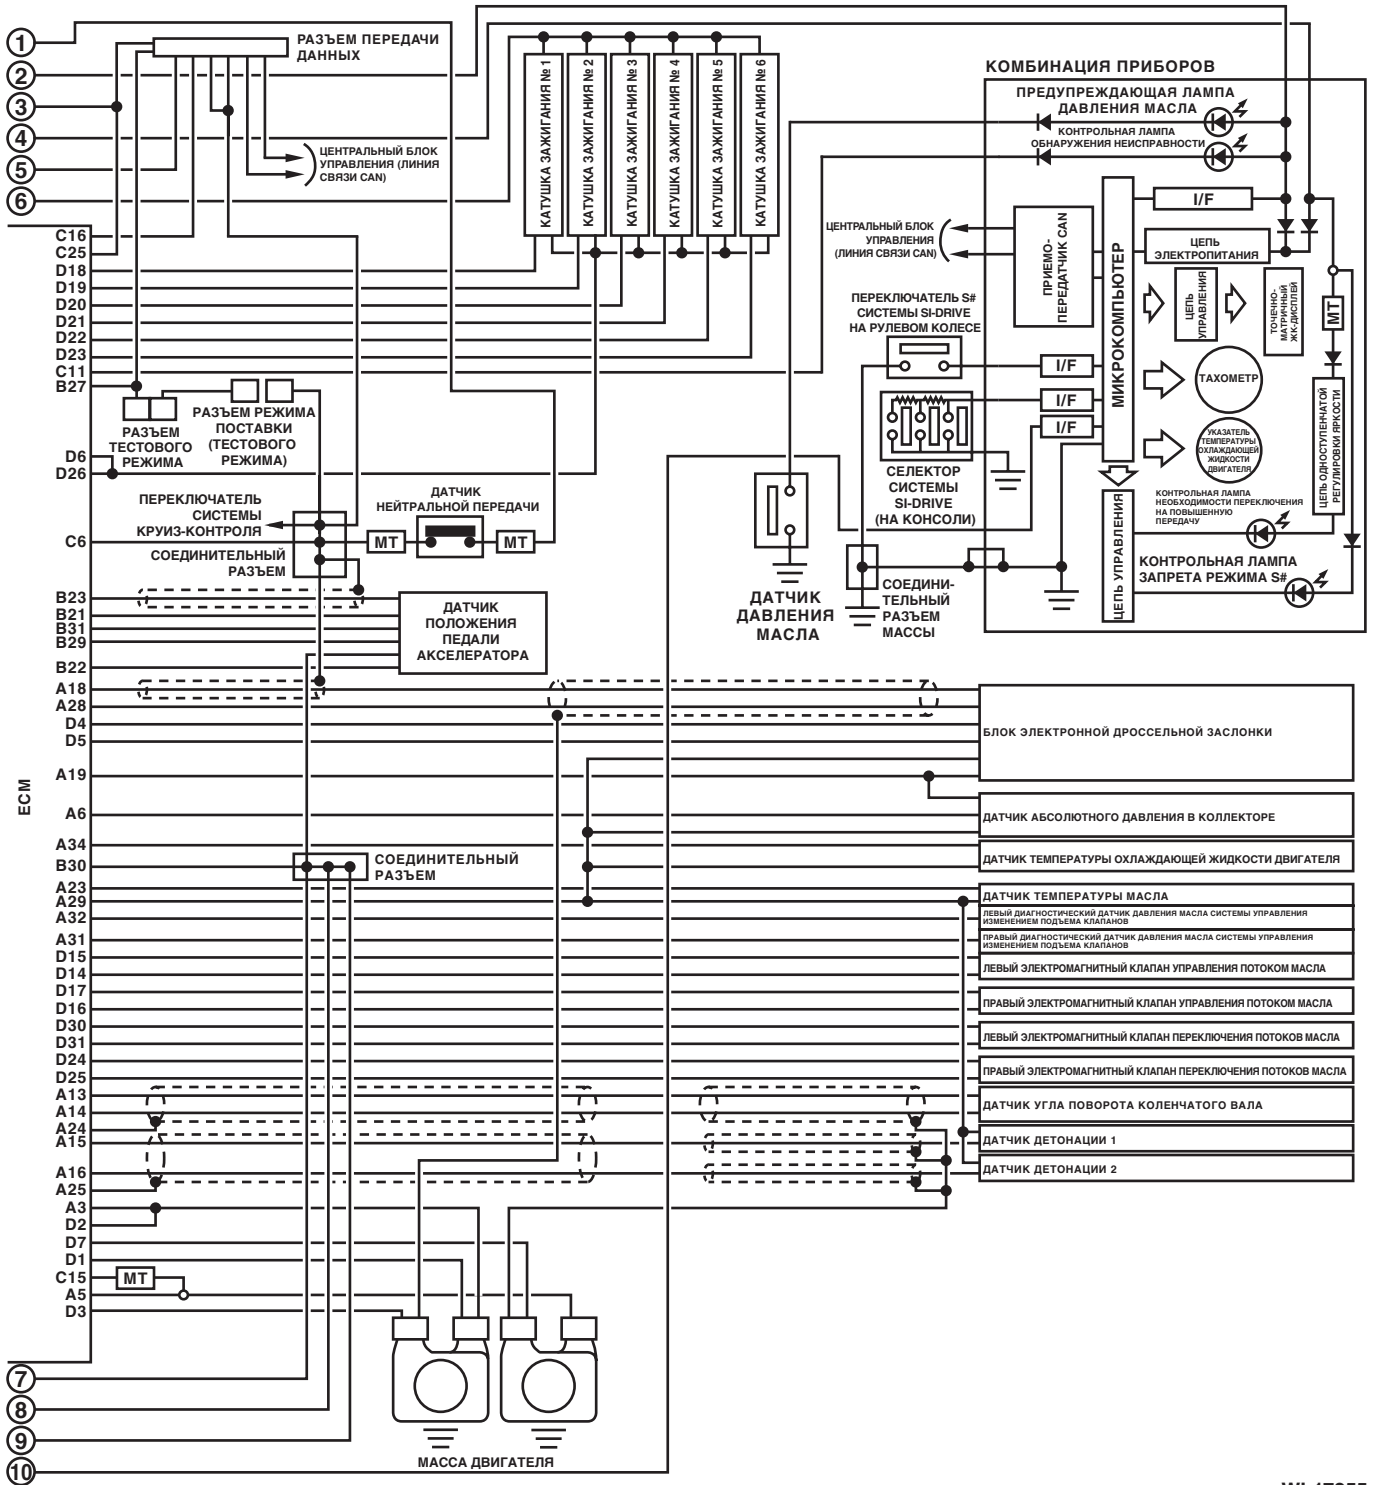 1
2
3
4
5
6
РАЗЪЕМ ПЕРЕДАЧИ
ДАННЫХ
ЦЕНТРАЛЬНЫЙ БЛОК
УПРАВЛЕНИЯ (ЛИНИЯ
СВЯЗИ CAN)
КАТУШКА ЗАЖИГАНИЯ № 1
КАТУШКА ЗАЖИГАНИЯ № 2
КАТУШКА ЗАЖИГАНИЯ № 3
КАТУШКА ЗАЖИГАНИЯ № 4
КАТУШКА ЗАЖИГАНИЯ № 5
КАТУШКА ЗАЖИГАНИЯ № 6
КОМБИНАЦИЯ ПРИБОРОВ
ПРЕДУПРЕЖДАЮЩАЯ ЛАМПА
ДАВЛЕНИЯ МАСЛА
КОНТРОЛЬНАЯ ЛАМПА
ОБНАРУЖЕНИЯ НЕИСПРАВНОСТИ
I/F
ЦЕПЬ
ЭЛЕКТРОПИТАНИЯ
ЦЕНТРАЛЬНЫЙ БЛОК
УПРАВЛЕНИЯ
(ЛИНИЯ СВЯЗИ CAN)
ПРИЕМО-
ПЕРЕДАТЧИК CAN
МИКРОКОМПЬЮТЕР
ЦЕПЬ
УПРАВЛЕНИЯ
ТОЧЕЧНО-
МАТРИЧНЫЙ
ЖК-ДИСПЛЕЙ
MT
ПЕРЕКЛЮЧАТЕЛЬ S#
СИСТЕМЫ SI-DRIVE
НА РУЛЕВОМ КОЛЕСЕ
I/F
I/F
I/F
ТАХОМЕТР
УКАЗАТЕЛЬ
ТЕМПЕРАТУРЫ
ОХЛАЖДАЮЩЕЙ
ЖИДКОСТИ
ДВИГАТЕЛЯ
ЦЕПЬ ОДНОСТУПЕНЧАТОЙ
РЕГУЛИРОВКИ ЯРКОСТИ
СЕЛЕКТОР
СИСТЕМЫ
SI-DRIVE
(НА КОНСОЛИ)
КОНТРОЛЬНАЯ ЛАМПА
НЕОБХОДИМОСТИ ПЕРЕКЛЮЧЕНИЯ
НА ПОВЫШЕННУЮ
ПЕРЕДАЧУ
ЦЕПЬ УПРАВЛЕНИЯ
КОНТРОЛЬНАЯ ЛАМПА
ЗАПРЕТА РЕЖИМА S#
ДАТЧИК
ДАВЛЕНИЯ
МАСЛА
СОЕДИНИ-
ТЕЛЬНЫЙ
РАЗЪЕМ
МАССЫ
C16
C25
D18
D19
D20
D21
D22
D23
C11
B27
РАЗЪЕМ
ТЕСТОВОГО
РЕЖИМА
РАЗЪЕМ РЕЖИМА
ПОСТАВКИ
(ТЕСТОВОГО
РЕЖИМА)
D6
D26
ПЕРЕКЛЮЧАТЕЛЬ
СИСТЕМЫ
КРУИЗ-КОНТРОЛЯ
ДАТЧИК
НЕЙТРАЛЬНОЙ ПЕРЕДАЧИ
C6
MT
MT
СОЕДИНИТЕЛЬНЫЙ
РАЗЪЕМ
B23
B21
B31
B29
B22
ДАТЧИК
ПОЛОЖЕНИЯ
ПЕДАЛИ
АКСЕЛЕРАТОРА
A18
A28
D4
D5
A19
A6
A34
B30
A23
A29
A32
A31
D15
D14
D17
D16
D30
D31
D24
D25
A13
A14
A24
A15
A16
A25
A3
D2
D7
D1
C15
A5
D3
ECM
СОЕДИНИТЕЛЬНЫЙ
РАЗЪЕМ
БЛОК ЭЛЕКТРОННОЙ ДРОССЕЛЬНОЙ ЗАСЛОНКИ
ДАТЧИК АБСОЛЮТНОГО ДАВЛЕНИЯ В КОЛЛЕКТОРЕ
ДАТЧИК ТЕМПЕРАТУРЫ ОХЛАЖДАЮЩЕЙ ЖИДКОСТИ ДВИГАТЕЛЯ
ДАТЧИК ТЕМПЕРАТУРЫ МАСЛА
ЛЕВЫЙ ДИАГНОСТИЧЕСКИЙ ДАТЧИК ДАВЛЕНИЯ МАСЛА СИСТЕМЫ УПРАВЛЕНИЯ
ИЗМЕНЕНИЕМ ПОДЪЕМА КЛАПАНОВ
ПРАВЫЙ ДИАГНОСТИЧЕСКИЙ ДАТЧИК ДАВЛЕНИЯ МАСЛА СИСТЕМЫ УПРАВЛЕНИЯ
ИЗМЕНЕНИЕМ ПОДЪЕМА КЛАПАНОВ
ЛЕВЫЙ ЭЛЕКТРОМАГНИТНЫЙ КЛАПАН УПРАВЛЕНИЯ ПОТОКОМ МАСЛА
ПРАВЫЙ ЭЛЕКТРОМАГНИТНЫЙ КЛАПАН УПРАВЛЕНИЯ ПОТОКОМ МАСЛА
ЛЕВЫЙ ЭЛЕКТРОМАГНИТНЫЙ КЛАПАН ПЕРЕКЛЮЧЕНИЯ ПОТОКОВ МАСЛА
ПРАВЫЙ ЭЛЕКТРОМАГНИТНЫЙ КЛАПАН ПЕРЕКЛЮЧЕНИЯ ПОТОКОВ МАСЛА
ДАТЧИК УГЛА ПОВОРОТА КОЛЕНЧАТОГО ВАЛА
ДАТЧИК ДЕТОНАЦИИ 1
ДАТЧИК ДЕТОНАЦИИ 2
MT
7
8
9
10
МАССА ДВИГАТЕЛЯ